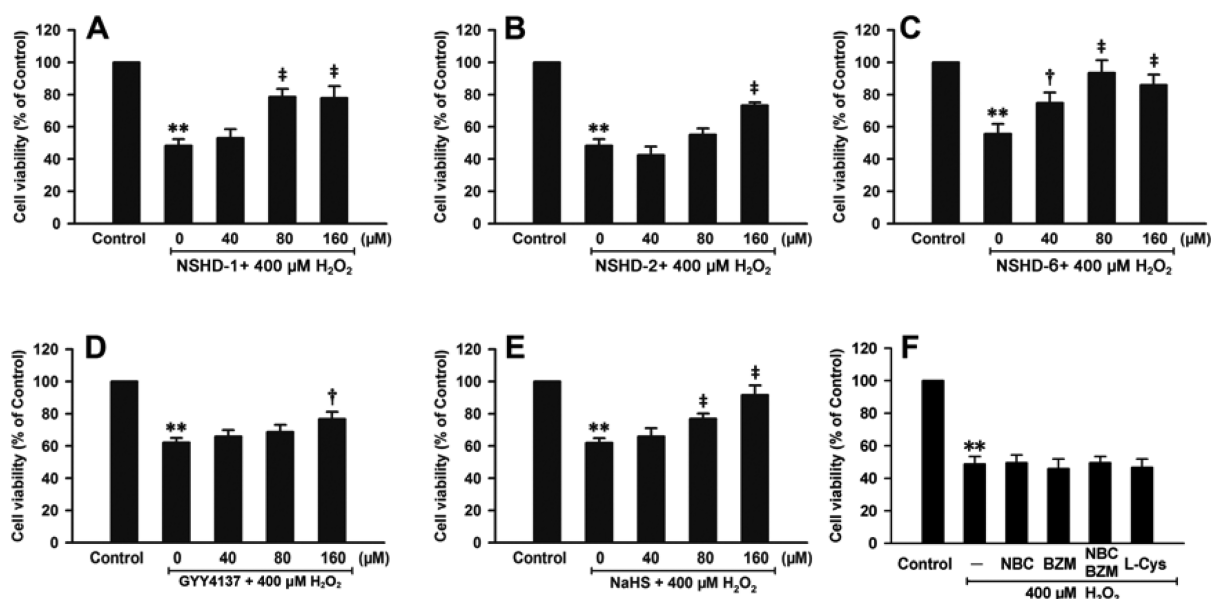 A
Cell viability (% of Control)
120
100
80
60
40
20
0
**
‡
‡
Control 0 40 80 160 (µM)
NSHD-1+ 400 µM H₂O₂
B
Cell viability (% of Control)
120
100
80
60
40
20
0
**
‡
Control 0 40 80 160 (µM)
NSHD-2+ 400 µM H₂O₂
C
Cell viability (% of Control)
120
100
80
60
40
20
0
**
†
‡
‡
Control 0 40 80 160 (µM)
NSHD-6+ 400 µM H₂O₂
D
Cell viability (% of Control)
120
100
80
60
40
20
0
**
†
Control 0 40 80 160 (µM)
GYY4137 + 400 µM H₂O₂
E
Cell viability (% of Control)
120
100
80
60
40
20
0
**
‡
‡
Control 0 40 80 160 (µM)
NaHS + 400 µM H₂O₂
F
Cell viability (% of Control)
120
100
80
60
40
20
0
**
Control – NBC BZM NBC L-Cys
BZM
400 µM H₂O₂